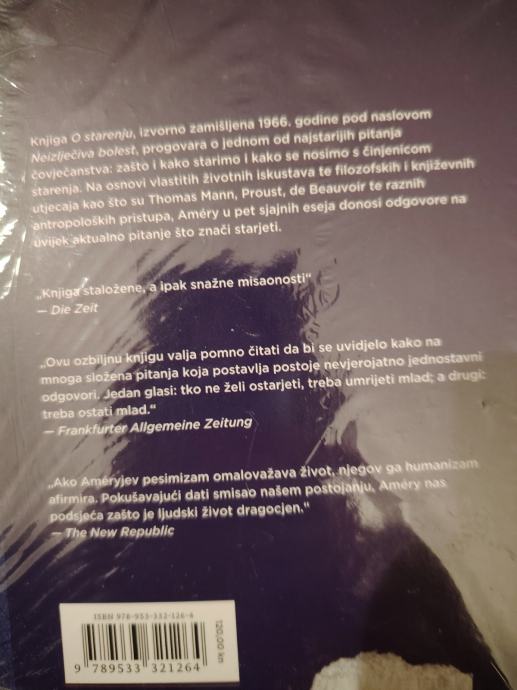 Knjiga O starenju, izvorno zamišljena 1966. godine pod naslovom
Neizlječiva bolest, progovara o jednom od najstarijih pitanja
čovječanstva: zašto i kako starimo i kako se nosimo s činjenicom
starenja. Na osnovi vlastitih životnih iskustava te filozofskih i književnih
utjecaja kao što su Thomas Mann, Proust, de Beauvoir te raznih
antropoloških pristupa, Améry u pet sjajnih eseja donosi odgovore na
uvijek aktualno pitanje što znači starjeti.
„Knjiga staložene, a ipak snažne misaonosti“
— Die Zeit
„Ovu ozbiljnu knjigu valja pomno čitati da bi se uvidjelo kako na
mnoga složena pitanja koja postavlja postoje nevjerojatno jednostavni
odgovori. Jedan glasi: tko ne želi ostarjeti, treba umrijeti mlad; a drugi:
treba ostati mlad.“
— Frankfurter Allgemeine Zeitung
„Ako Améryjev pesimizam omalovažava život, njegov ga humanizam
afirmira. Pokušavajući dati smisao našem postojanju, Améry nas
podsjeća zašto je ljudski život dragocjen.“
— The New Republic
ISBN 978-953-332-126-4
120,00 kn
9 789533 321264